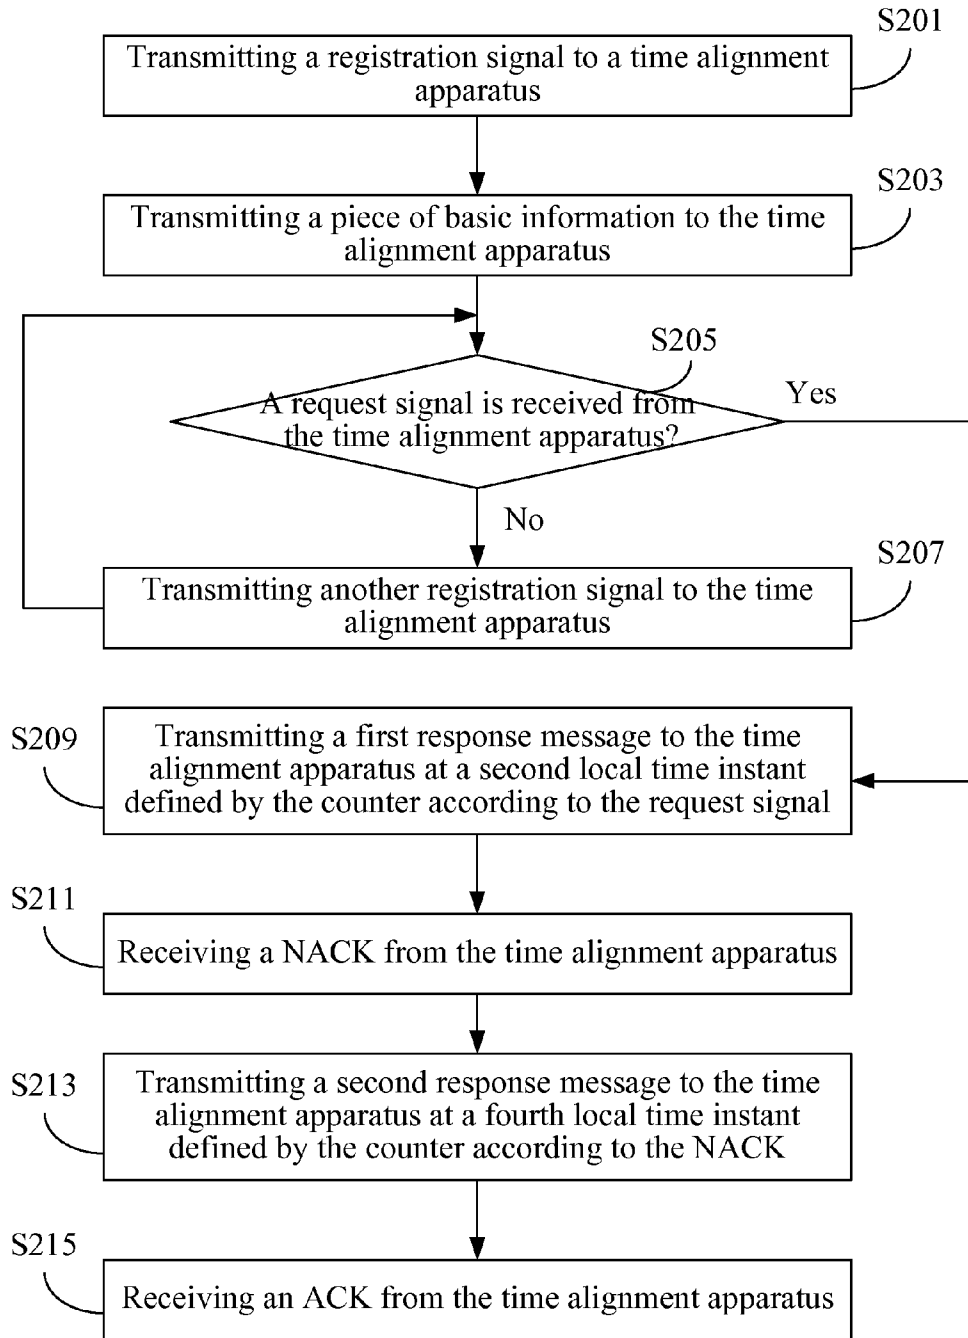 S201
Transmitting a registration signal to a time alignment
apparatus
S203
Transmitting a piece of basic information to the time
alignment apparatus
S205
A request signal is received from
the time alignment apparatus?
Yes
No
S207
Transmitting another registration signal to the time
alignment apparatus
S209
Transmitting a first response message to the time
alignment apparatus at a second local time instant
defined by the counter according to the request signal
S211
Receiving a NACK from the time alignment apparatus
S213
Transmitting a second response message to the time
alignment apparatus at a fourth local time instant
defined by the counter according to the NACK
S215
Receiving an ACK from the time alignment apparatus